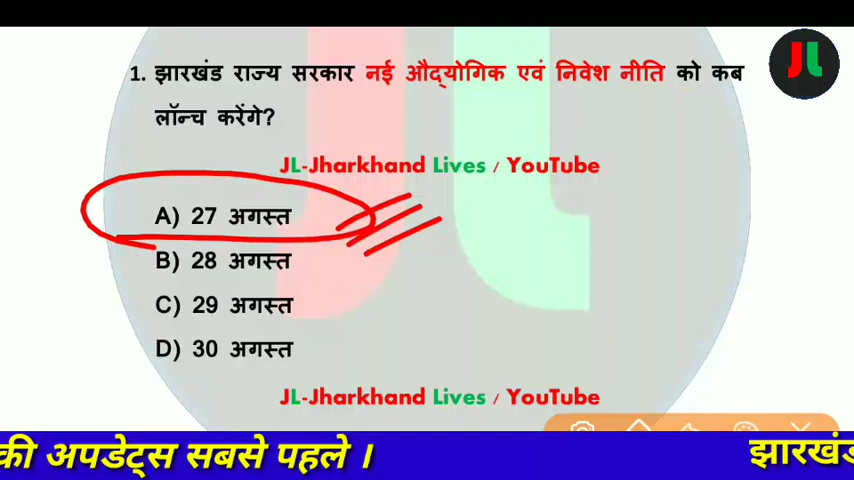 JL
1. झारखंड राज्य सरकार नई औद्योगिक एवं निवेश नीति को कब
लॉन्च करेंगे?
JL-Jharkhand Lives / YouTube
A) 27 अगस्त
B) 28 अगस्त
C) 29 अगस्त
D) 30 अगस्त
JL-Jharkhand Lives / YouTube
की अपडेट्स सबसे पहले । झारखंड